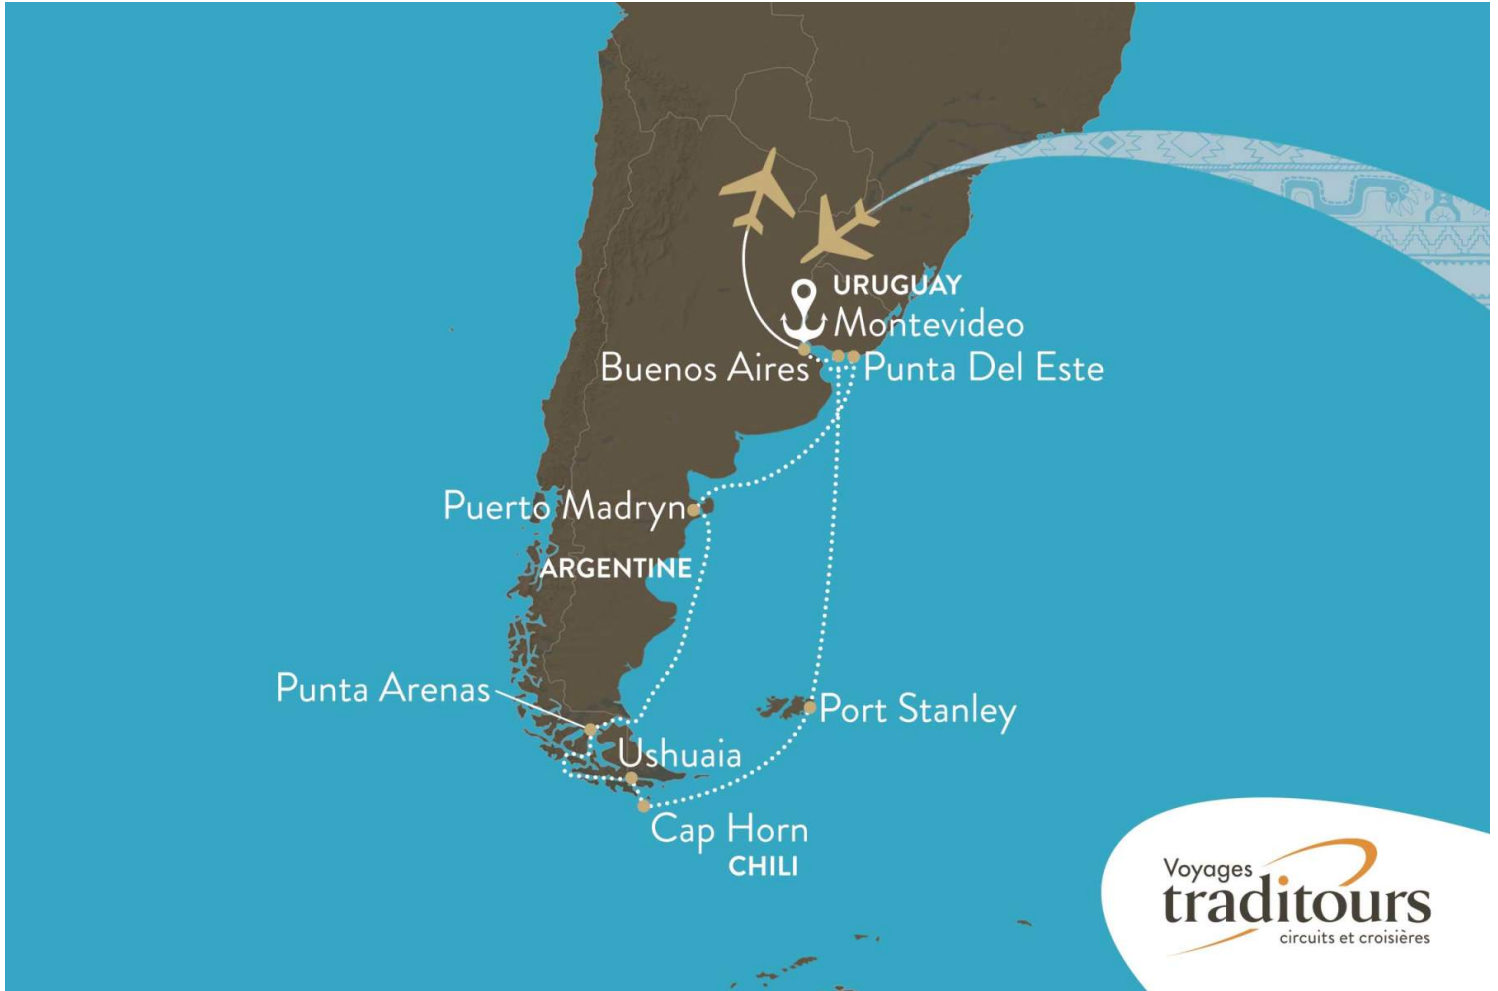 URUGUAY
Montevideo
Buenos Aires
Punta Del Este
Puerto Madryn
ARGENTINE
Punta Arenas
Port Stanley
Ushuaia
Cap Horn
CHILI
Voyages
traditours
circuits et croisières